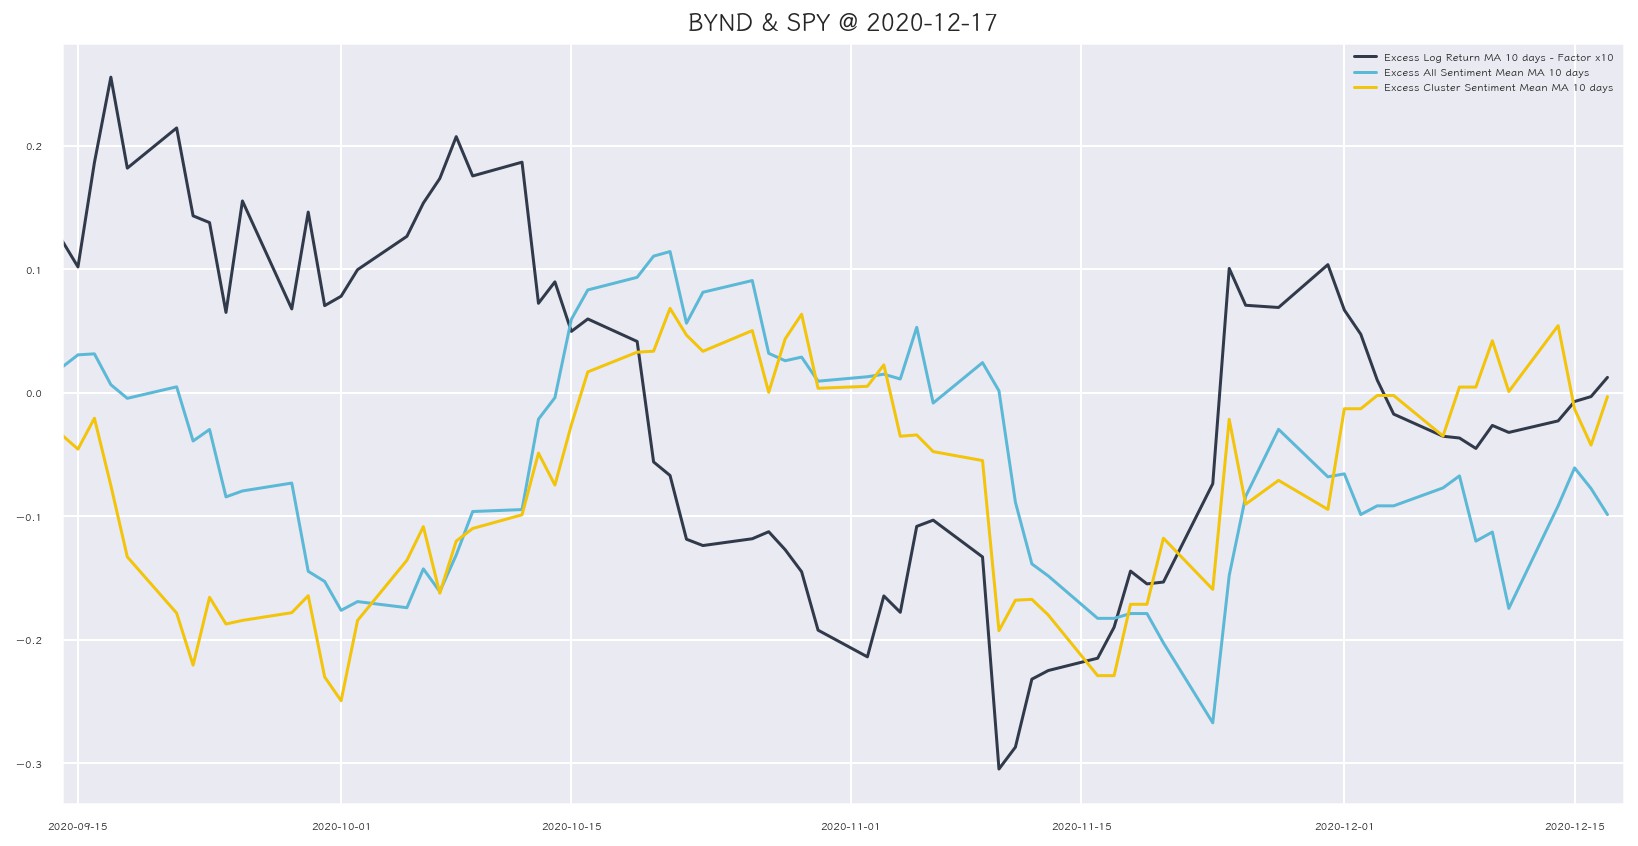 BYND & SPY @ 2020-12-17
Excess Log Return MA 10 days - Factor x10
Excess All Sentiment Mean MA 10 days
Excess Cluster Sentiment Mean MA 10 days
0.2
0.1
0.0
−0.1
−0.2
−0.3
2020-09-15 2020-10-01 2020-10-15 2020-11-01 2020-11-15 2020-12-01 2020-12-15